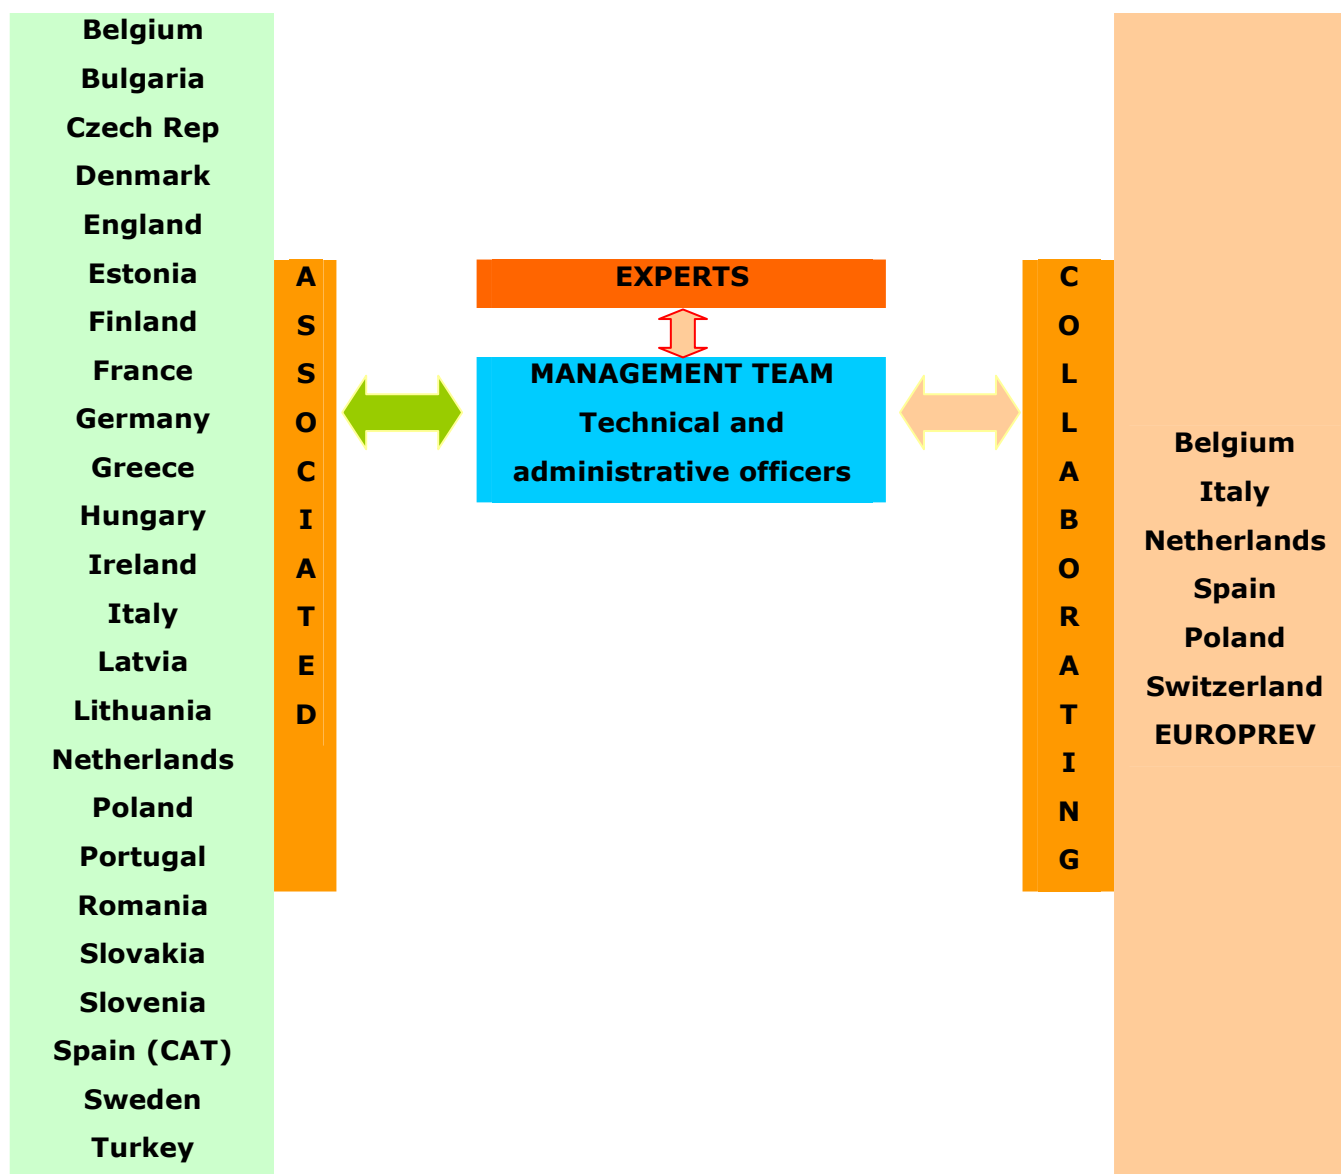 Belgium
Bulgaria
Czech Rep
Denmark
England
Estonia
Finland
France
Germany
Greece
Hungary
Ireland
Italy
Latvia
Lithuania
Netherlands
Poland
Portugal
Romania
Slovakia
Slovenia
Spain (CAT)
Sweden
Turkey
A
S
S
O
C
I
A
T
E
D
EXPERTS
MANAGEMENT TEAM
Technical and
administrative officers
C
O
L
L
A
B
O
R
A
T
I
N
G
Belgium
Italy
Netherlands
Spain
Poland
Switzerland
EUROPREV